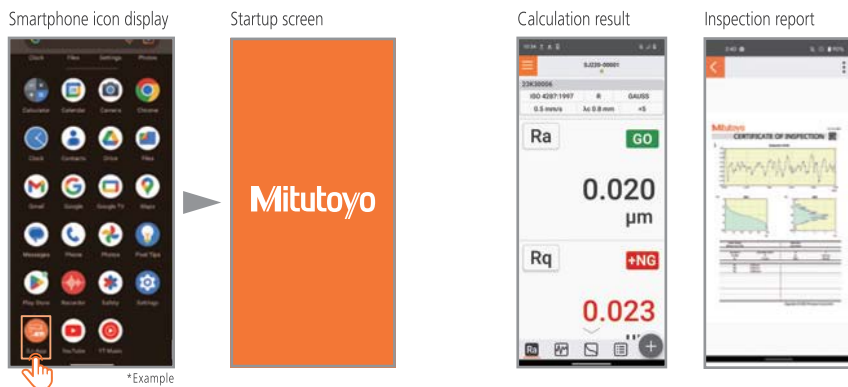 Smartphone icon display
Startup screen
Calculation result
Inspection report
Clock Files Settings Photos
Calculator Calendar Camera Chrome
Clock Contacts Drive Files
Gmail Google Google TV Maps
Messages Phone Photos Pixel Tips
Play Store Recorder Safety Settings
YouTube YT Music
*Example
Mitutoyo
SJ220-00001
23K30006
ISO 4287:1997 R GAUSS
0.5 mm/s λc 0.8 mm ×5
Ra GO
0.020
µm
Rq +NG
0.023
Ra
2:40
Mitutoyo
CERTIFICATE OF INSPECTION